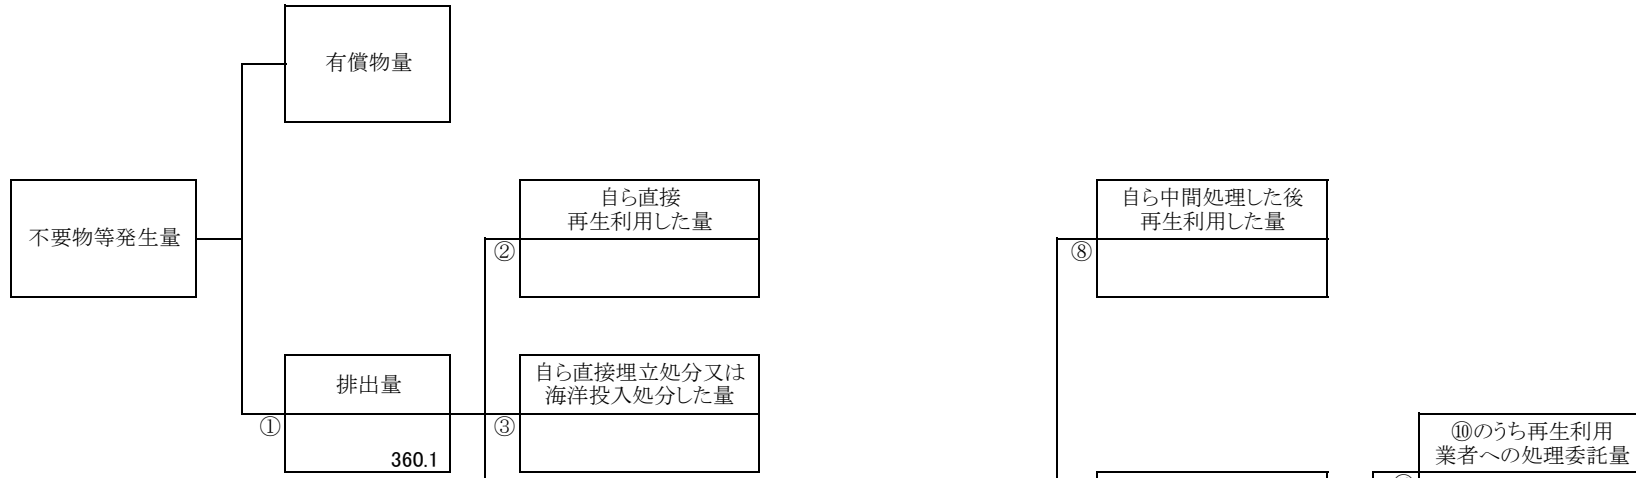 有償物量
不要物等発生量
自ら直接
再生利用した量
②
自ら中間処理した後
再生利用した量
⑧
排出量
①
360.1
自ら直接埋立処分又は
海洋投入処分した量
③
⑩のうち再生利用
業者への処理委託量